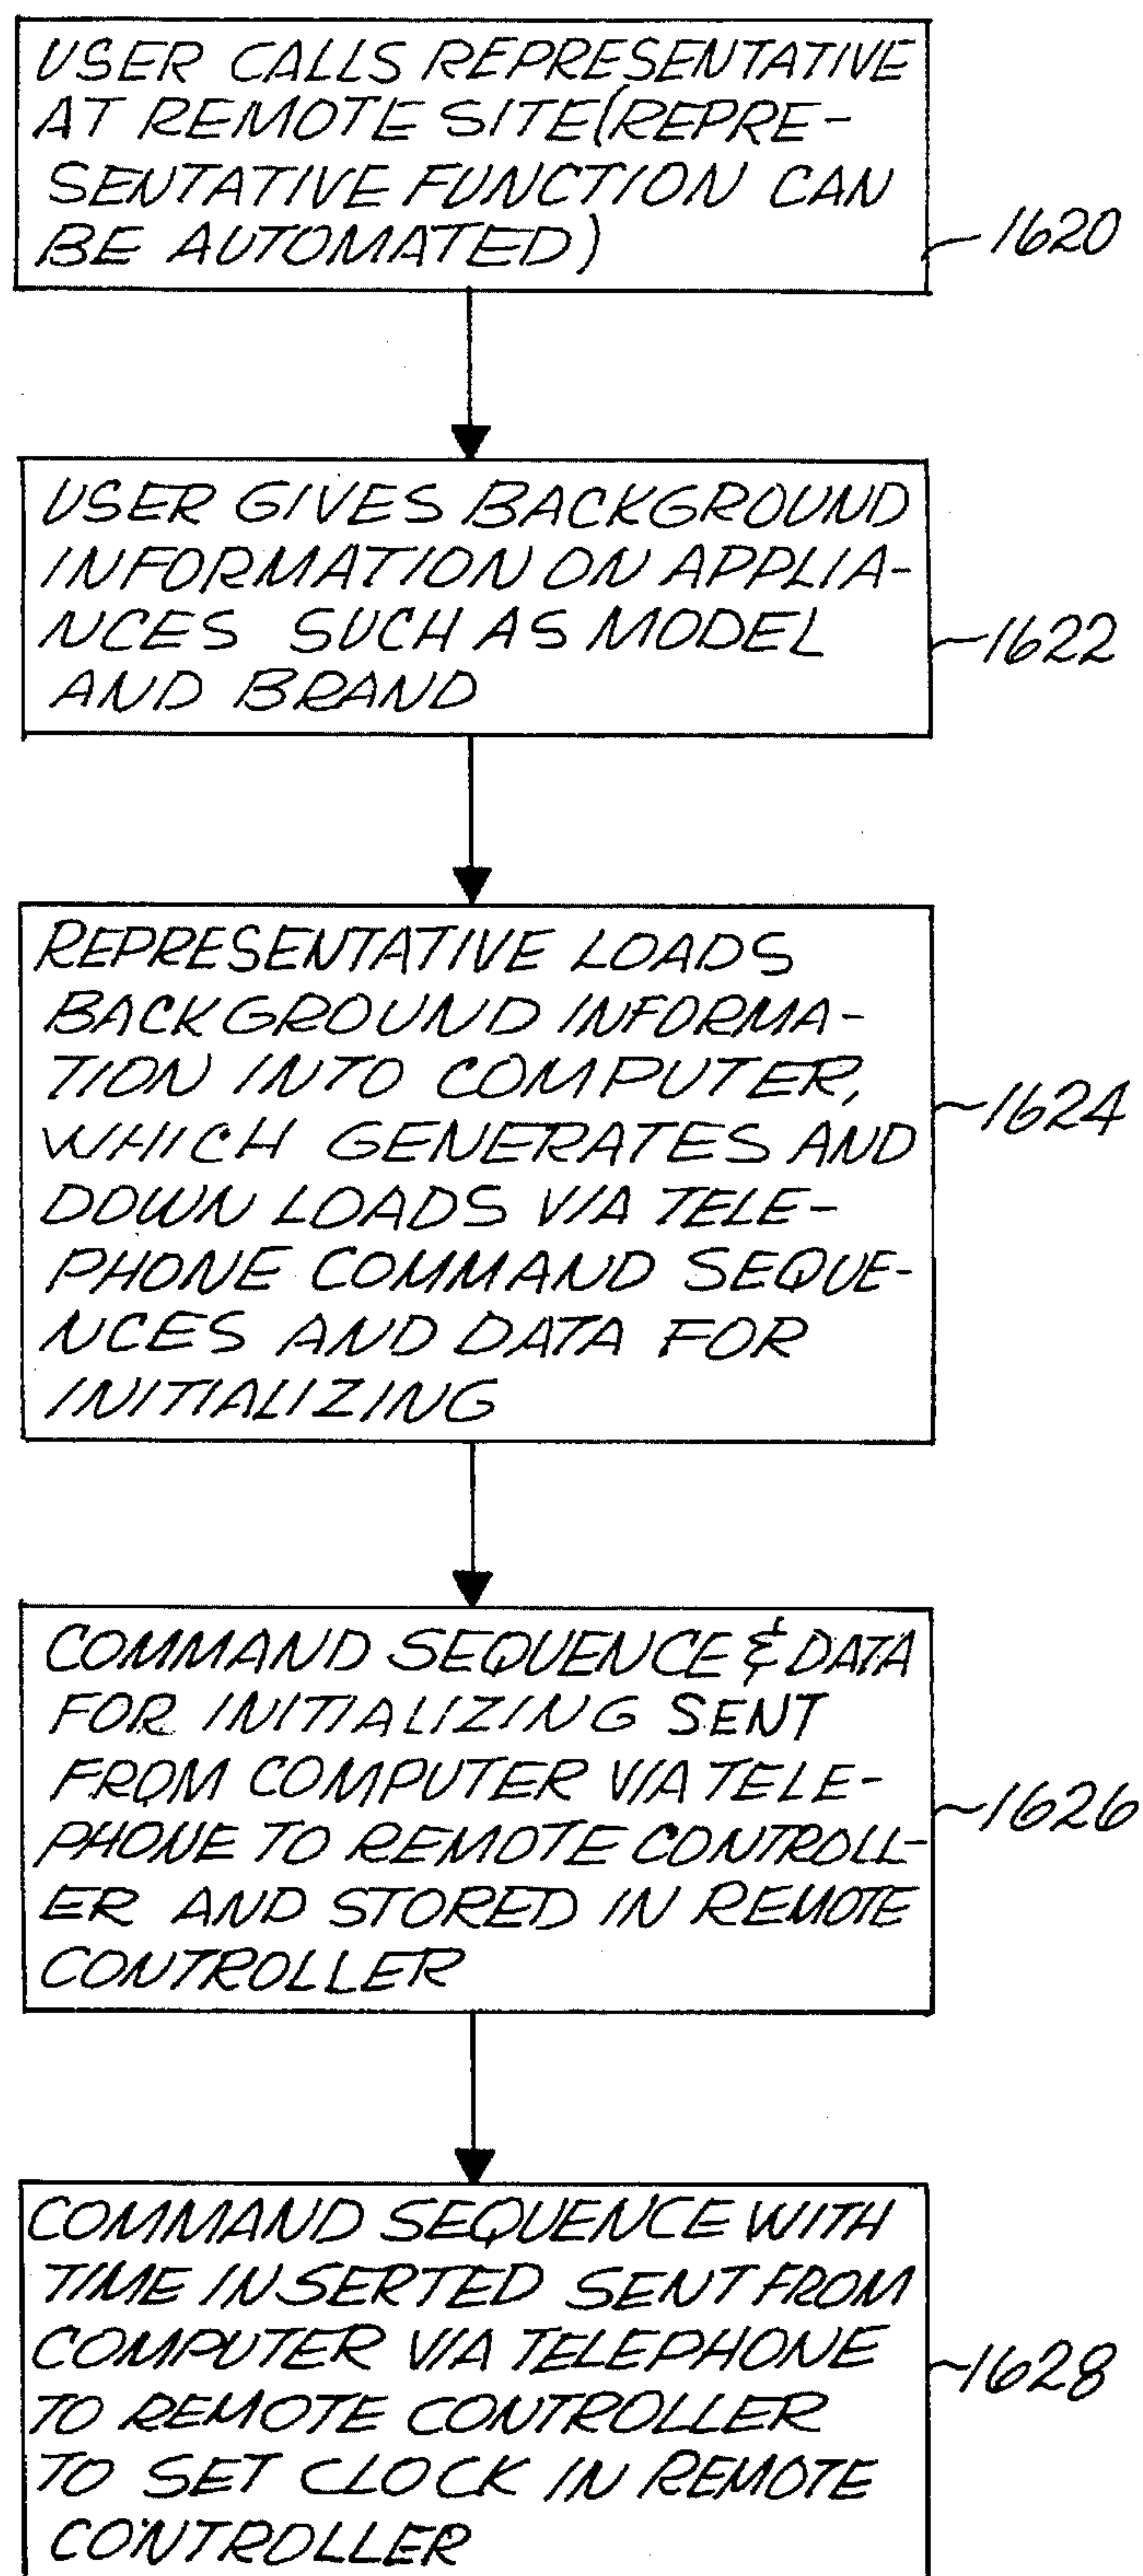 USER CALLS REPRESENTATIVE
AT REMOTE SITE(REPRE-
SENTATIVE FUNCTION CAN
BE AUTOMATED)
1620
USER GIVES BACKGROUND
INFORMATION ON APPLIA-
NCES SUCH AS MODEL
AND BRAND
1622
REPRESENTATIVE LOADS
BACKGROUND INFORMA-
TION INTO COMPUTER,
WHICH GENERATES AND
DOWN LOADS VIA TELE-
PHONE COMMAND SEQUE-
NCES AND DATA FOR
INITIALIZING
1624
COMMAND SEQUENCE & DATA
FOR INITIALIZING SENT
FROM COMPUTER VIA TELE-
PHONE TO REMOTE CONTROLL-
ER AND STORED IN REMOTE
CONTROLLER
1626
COMMAND SEQUENCE WITH
TIME INSERTED SENT FROM
COMPUTER VIA TELEPHONE
TO REMOTE CONTROLLER
TO SET CLOCK IN REMOTE
CONTROLLER
1628